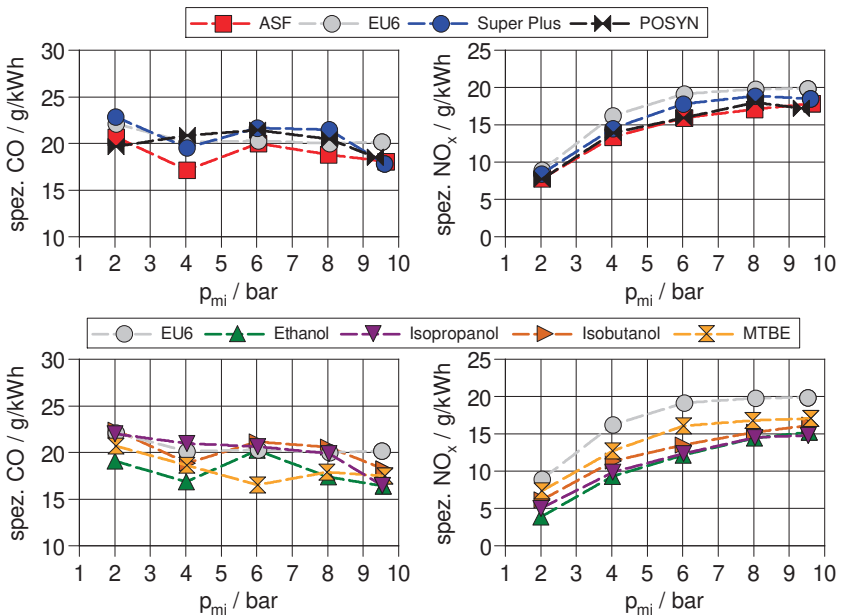 ASF EU6 Super Plus POSYN
spez. CO / g/kWh
30
25
20
15
10
1 2 3 4 5 6 7 8 9 10
p_mi / bar
spez. NO_x / g/kWh
25
20
15
10
5
0
1 2 3 4 5 6 7 8 9 10
p_mi / bar
EU6 Ethanol Isopropanol Isobutanol MTBE
spez. CO / g/kWh
30
25
20
15
10
1 2 3 4 5 6 7 8 9 10
p_mi / bar
spez. NO_x / g/kWh
25
20
15
10
5
0
1 2 3 4 5 6 7 8 9 10
p_mi / bar